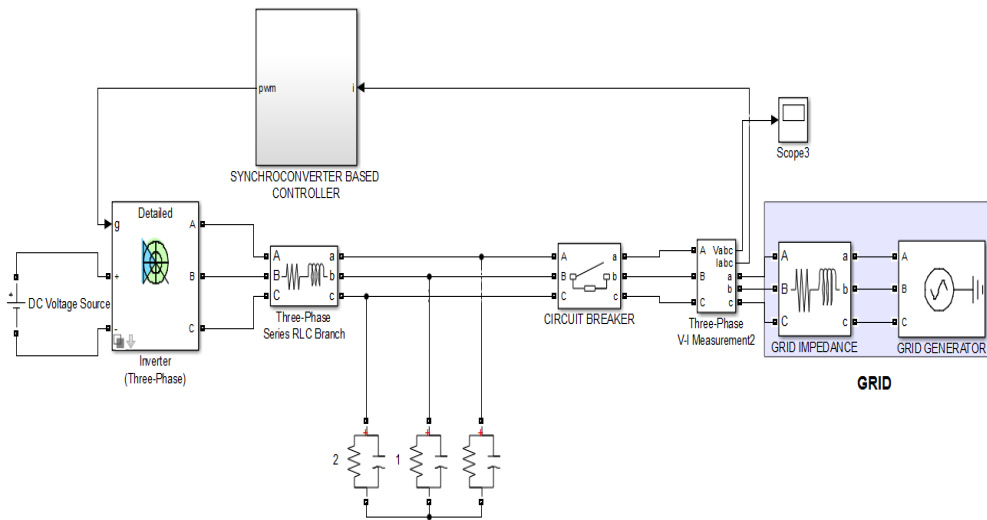 pwm
i
SYNCHROCONVERTER BASED
CONTROLLER
Scope3
Detailed
g
+
-
A
B
C
Inverter
(Three-Phase)
+
DC Voltage Source
A
B
C
a
b
c
Three-Phase
Series RLC Branch
A
B
C
a
b
c
CIRCUIT BREAKER
A
B
C
Vabc
Iabc
a
b
c
Three-Phase
V-I Measurement2
A
B
C
a
b
c
GRID IMPEDANCE
A
B
C
GRID GENERATOR
GRID
+
+
+
2
1